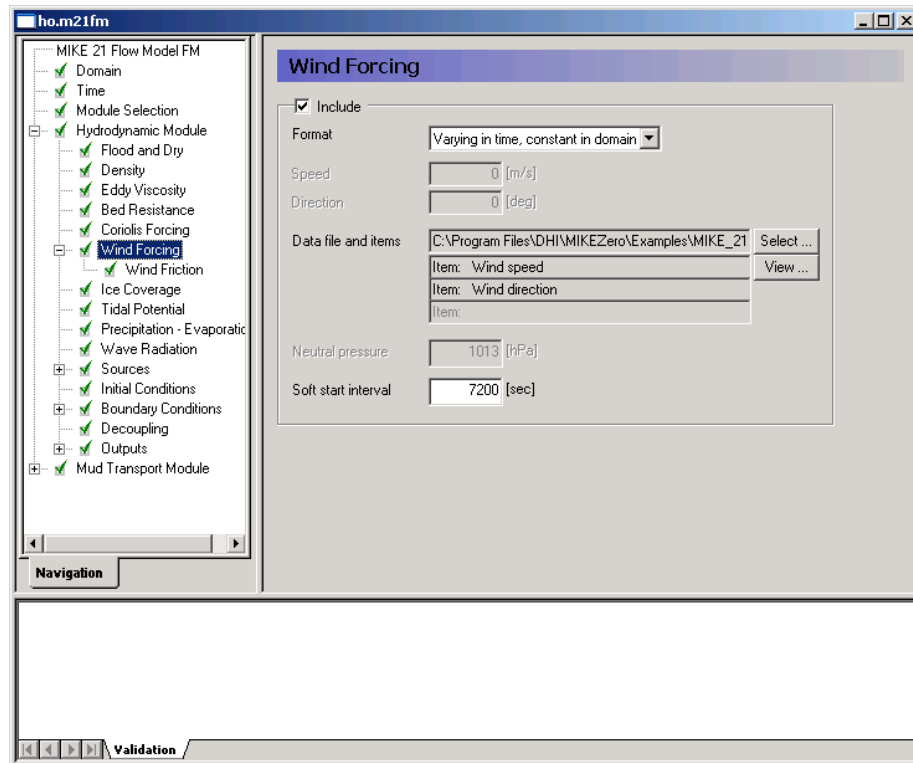 ho.m21fm
MIKE 21 Flow Model FM
Domain
Time
Module Selection
Hydrodynamic Module
Flood and Dry
Density
Eddy Viscosity
Bed Resistance
Coriolis Forcing
Wind Forcing
Wind Friction
Ice Coverage
Tidal Potential
Precipitation - Evaporatic
Wave Radiation
Sources
Initial Conditions
Boundary Conditions
Decoupling
Outputs
Mud Transport Module
Navigation
Wind Forcing
Include
Format Varying in time, constant in domain
Speed 0 [m/s]
Direction 0 [deg]
Data file and items C:\Program Files\DHI\MIKEZero\Examples\MIKE_21 Select ...
Item: Wind speed View ...
Item: Wind direction
Item:
Neutral pressure 1013 [hPa]
Soft start interval 7200 [sec]
Validation